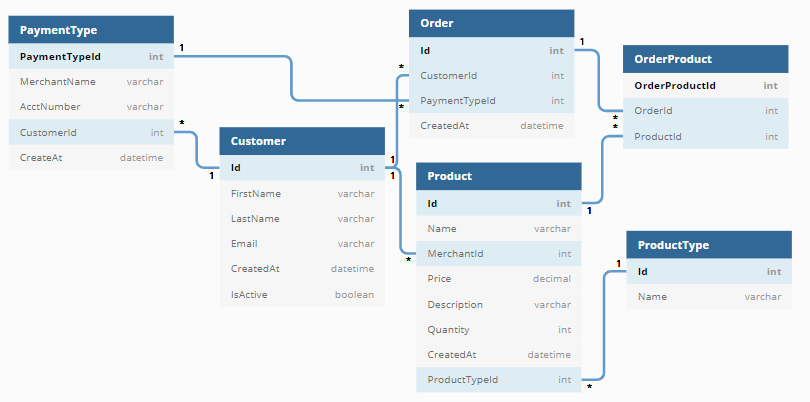 PaymentType
PaymentTypeId int
MerchantName varchar
AcctNumber varchar
CustomerId int
CreateAt datetime
1
*
Customer
Id int
FirstName varchar
LastName varchar
Email varchar
CreatedAt datetime
IsActive boolean
1
1
1
Order
Id int
CustomerId int
PaymentTypeId int
CreatedAt datetime
1
*
*
Product
Id int
Name varchar
MerchantId int
Price decimal
Description varchar
Quantity int
CreatedAt datetime
ProductTypeId int
1
*
*
OrderProduct
OrderProductId int
OrderId int
ProductId int
*
*
ProductType
Id int
Name varchar
1